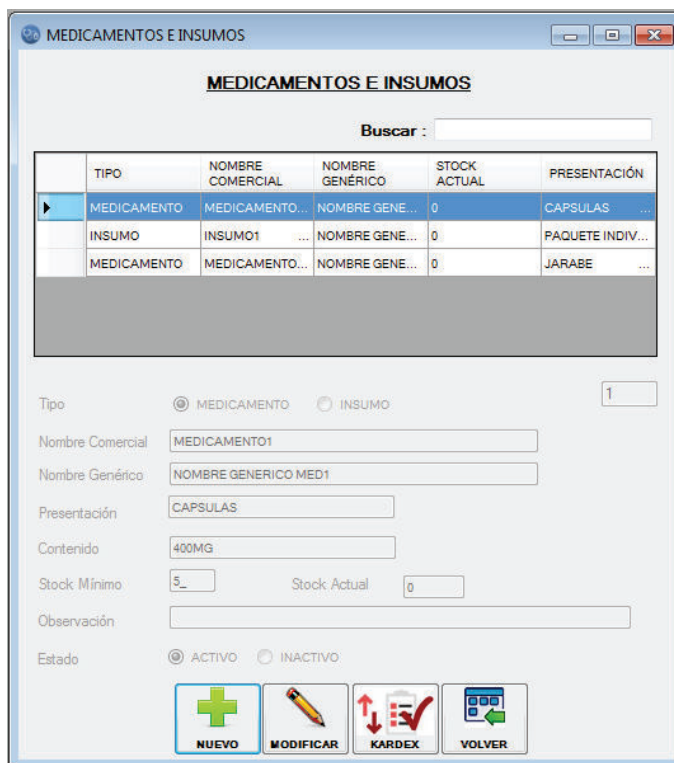 MEDICAMENTOS E INSUMOS
MEDICAMENTOS E INSUMOS
Buscar :
TIPO NOMBRE COMERCIAL NOMBRE GENÉRICO STOCK ACTUAL PRESENTACIÓN
MEDICAMENTO MEDICAMENTO... NOMBRE GENE... 0 CAPSULAS ...
INSUMO INSUMO1 ... NOMBRE GENE... 0 PAQUETE INDIV...
MEDICAMENTO MEDICAMENTO... NOMBRE GENE... 0 JARABE ...
1
Tipo MEDICAMENTO INSUMO
Nombre Comercial MEDICAMENTO1
Nombre Genérico NOMBRE GENERICO MED1
Presentación CAPSULAS
Contenido 400MG
Stock Mínimo 5_ Stock Actual 0
Observación
Estado ACTIVO INACTIVO
NUEVO MODIFICAR KARDEX VOLVER